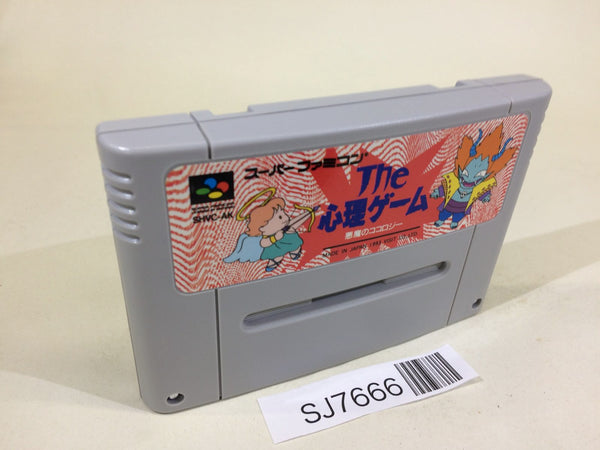 スーパーファミコン
SHVC-AK
The
心理ゲーム
悪魔のココロジー
MADE IN JAPAN
SJ7666